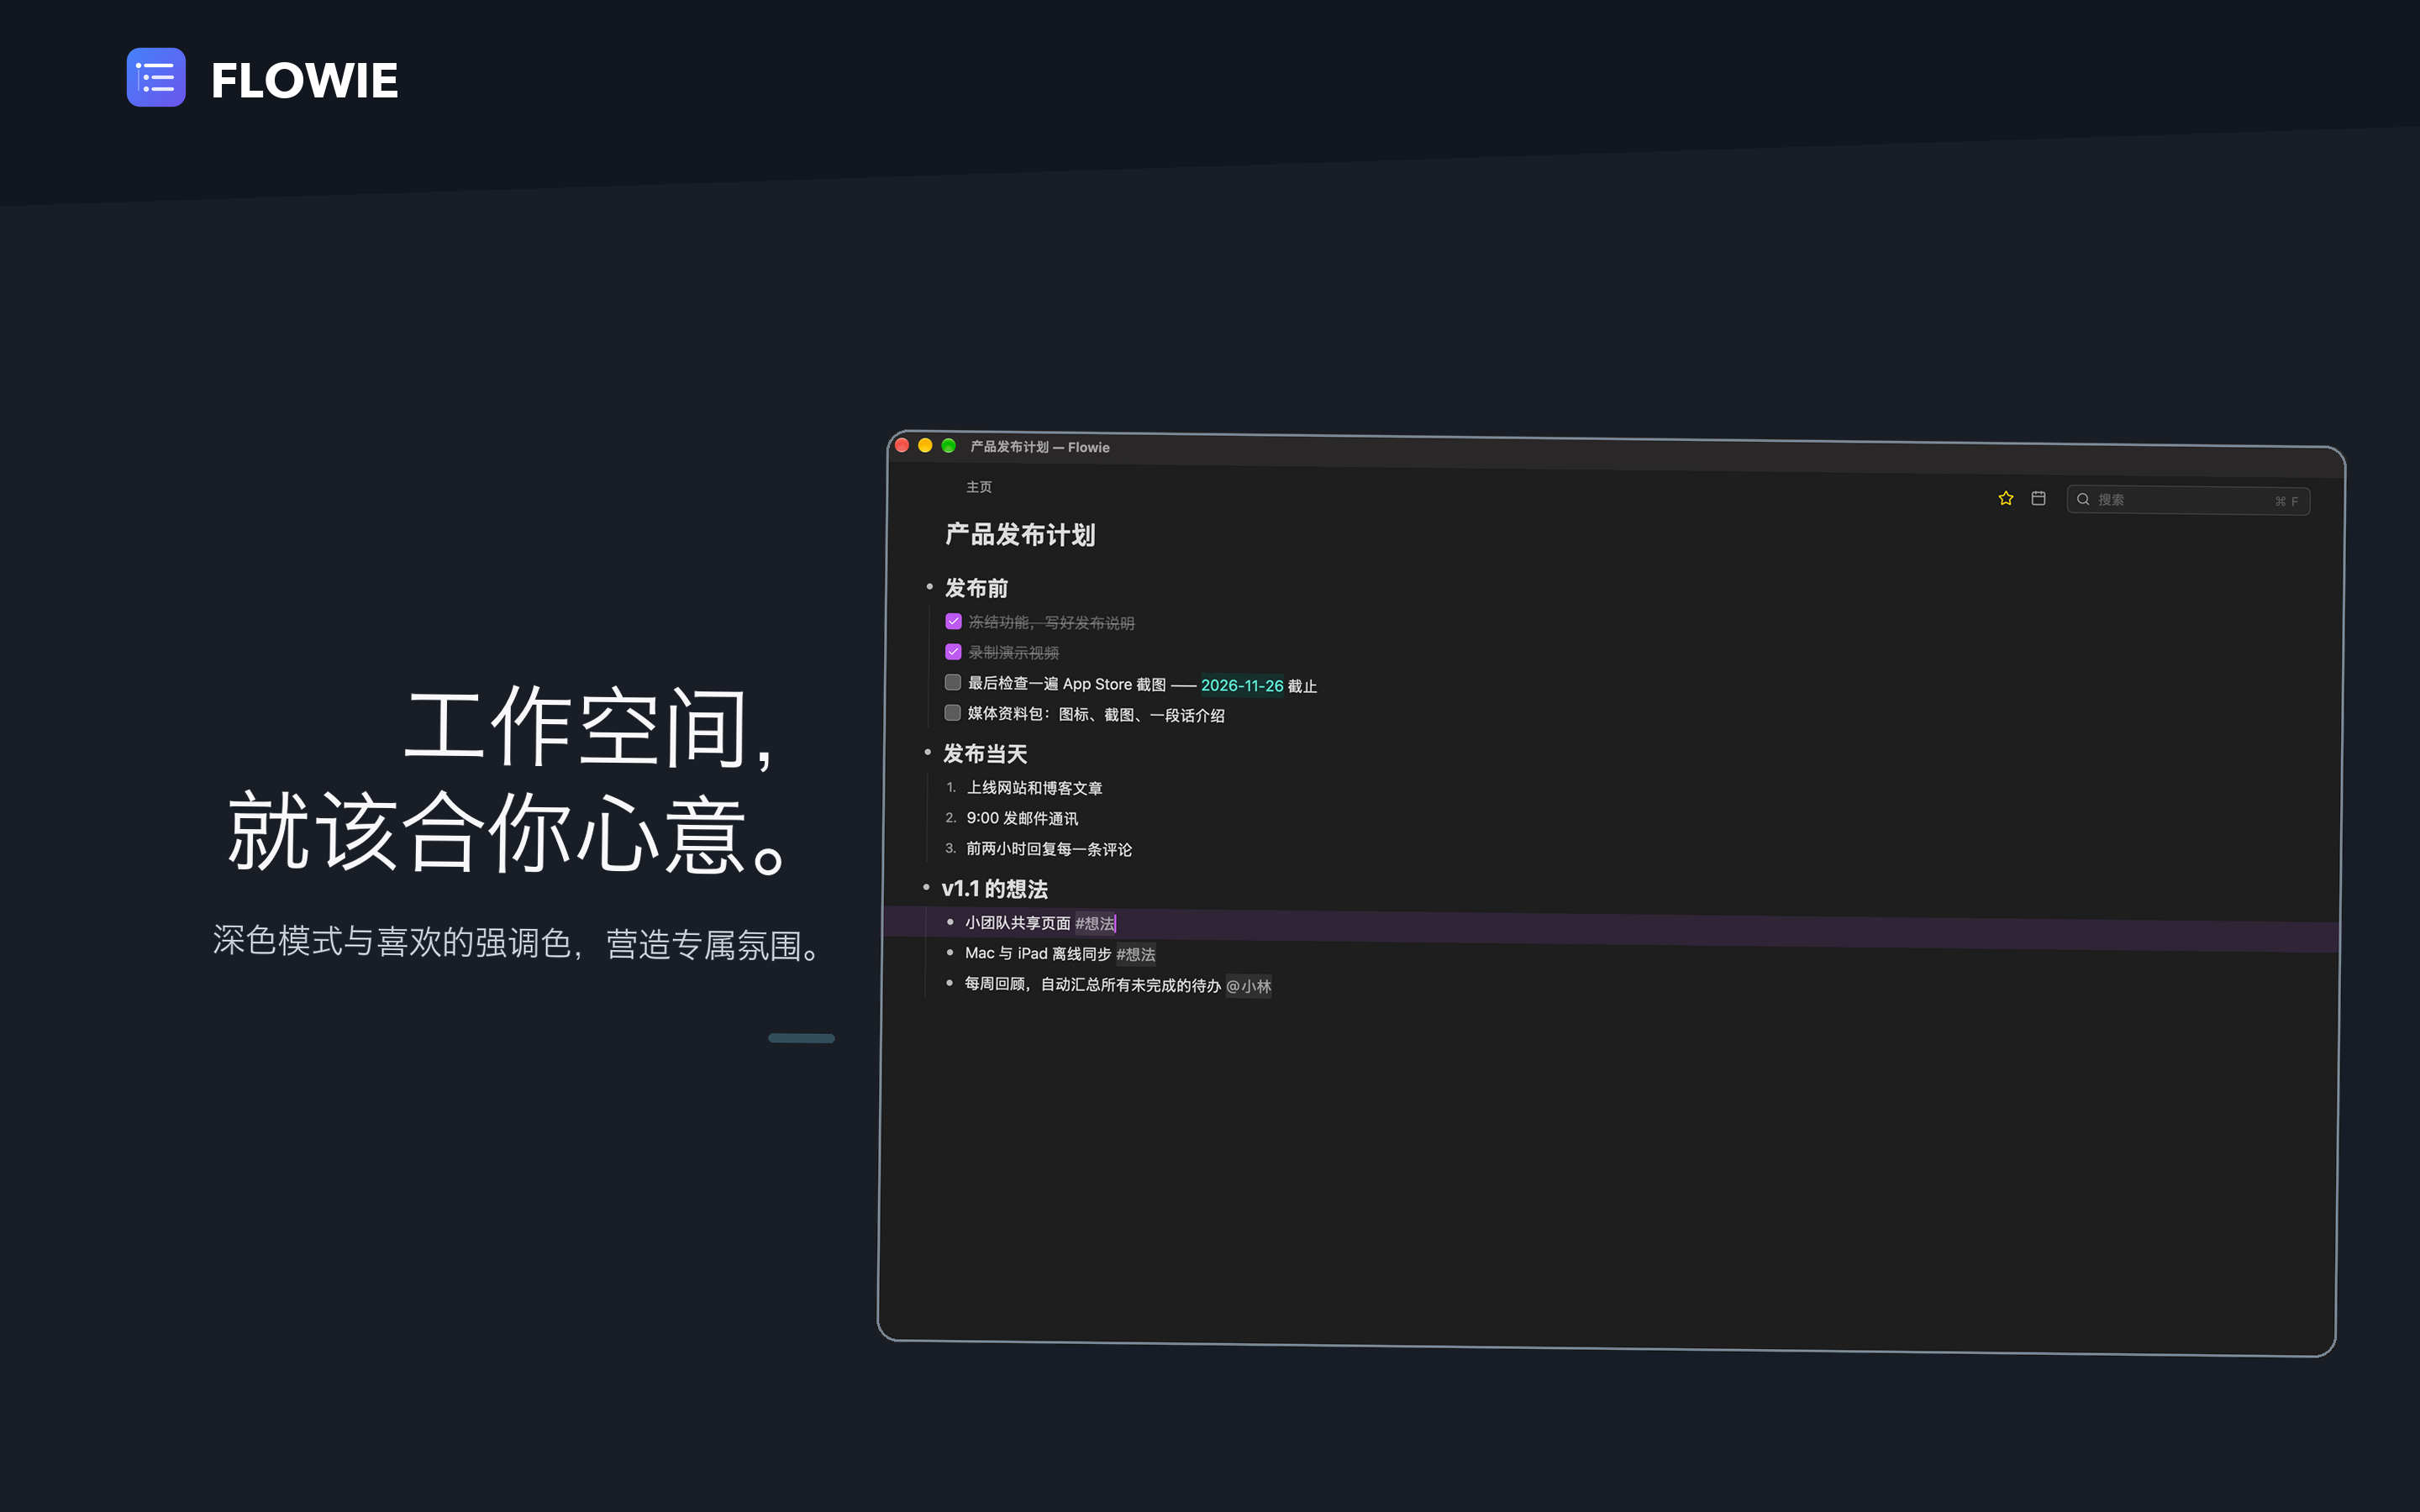 FLOWIE
工作空间，
就该合你心意。
深色模式与喜欢的强调色，营造专属氛围。
产品发布计划 — Flowie
主页
搜索 ⌘ F
产品发布计划
• 发布前
冻结功能，写好发布说明
录制演示视频
最后检查一遍 App Store 截图 —— 2026-11-26 截止
媒体资料包：图标、截图、一段话介绍
• 发布当天
1. 上线网站和博客文章
2. 9:00 发邮件通讯
3. 前两小时回复每一条评论
• v1.1 的想法
• 小团队共享页面 #想法
• Mac 与 iPad 离线同步 #想法
• 每周回顾，自动汇总所有未完成的待办 @小林